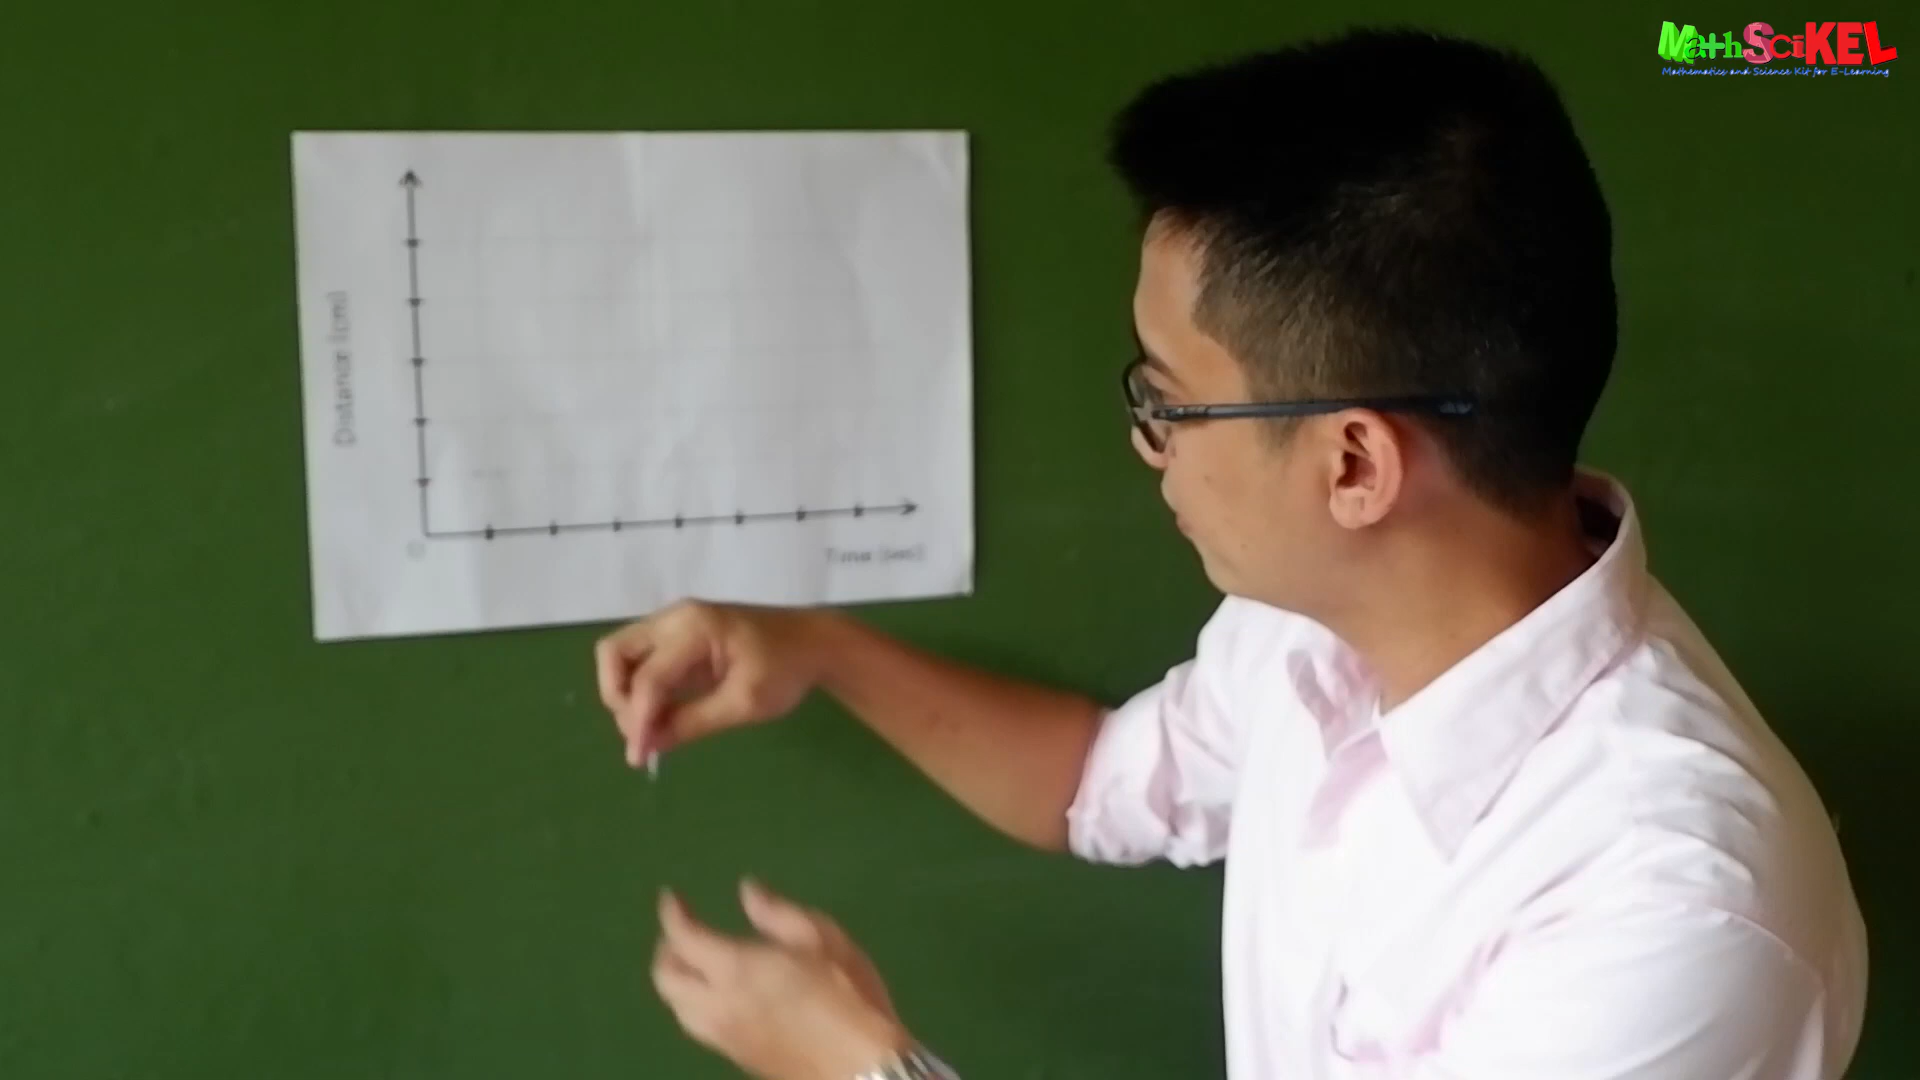 MathSciKEL
Mathematics and Science Kit for E-Learning
Distance (cm)
0
Time (sec)